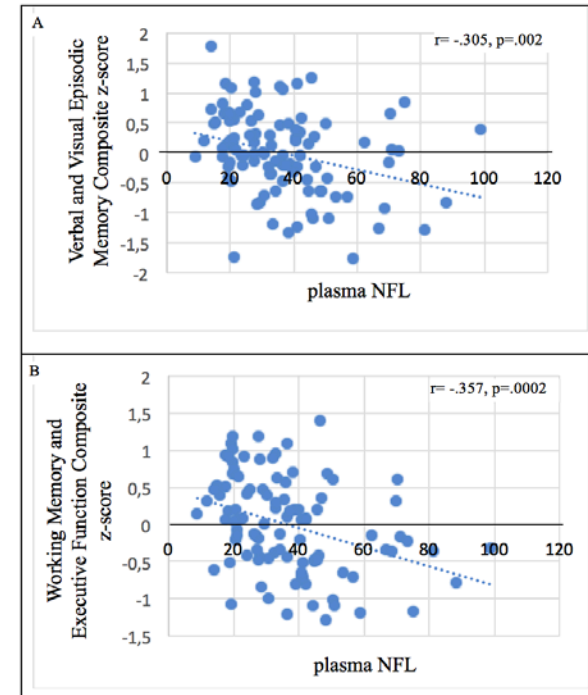 A
r= -.305, p=.002
Verbal and Visual Episodic
Memory Composite z-score
2
1,5
1
0,5
0
-0,5
-1
-1,5
-2
0 20 40 60 80 100 120
plasma NFL
B
r= -.357, p=.0002
Working Memory and
Executive Function Composite
z-score
2
1,5
1
0,5
0
-0,5
-1
-1,5
0 20 40 60 80 100 120
plasma NFL